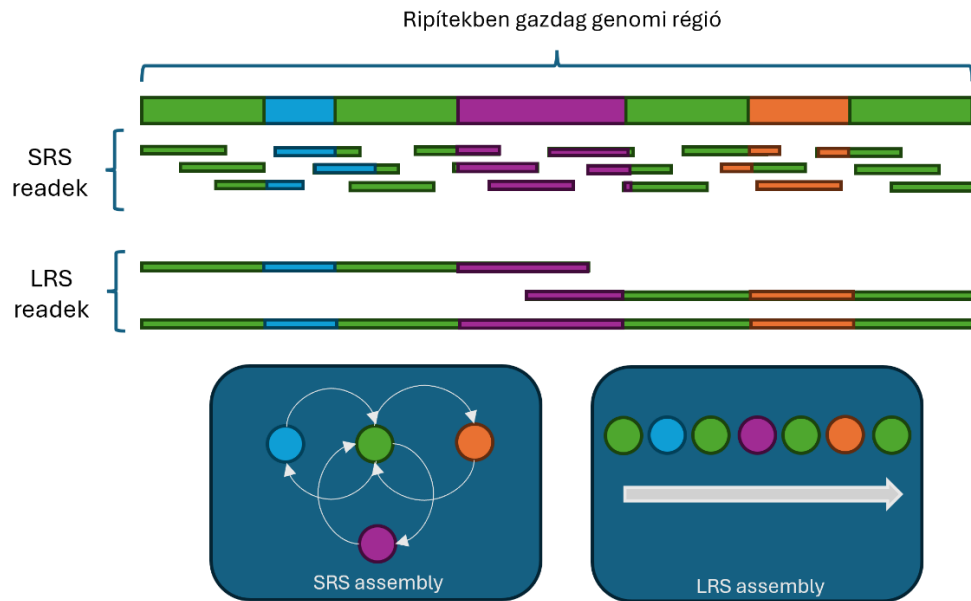 Ripítekben gazdag genomi régió
SRS
readek
LRS
readek
SRS assembly
LRS assembly